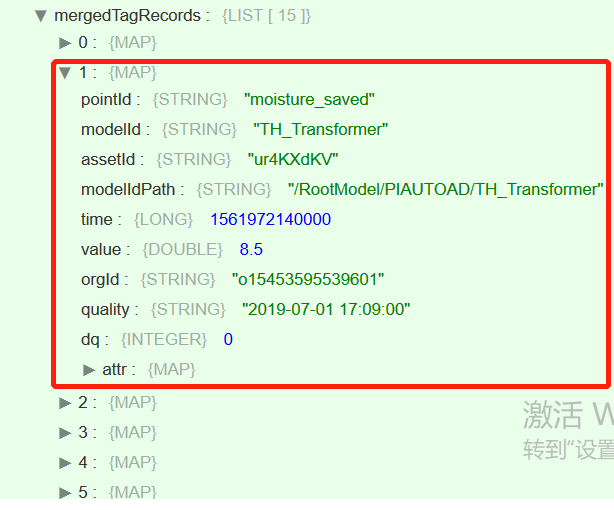 mergedTagRecords : {LIST [ 15 ]}
0 : {MAP}
1 : {MAP}
pointId : {STRING} "moisture_saved"
modelId : {STRING} "TH_Transformer"
assetId : {STRING} "ur4KXdKV"
modelIdPath : {STRING} "/RootModel/PIAUTOAD/TH_Transformer"
time : {LONG} 1561972140000
value : {DOUBLE} 8.5
orgId : {STRING} "o15453595539601"
quality : {STRING} "2019-07-01 17:09:00"
dq : {INTEGER} 0
attr : {MAP}
2 : {MAP}
激活 W
3 : {MAP}
转到"设置
4 : {MAP}
5 : {MAP}